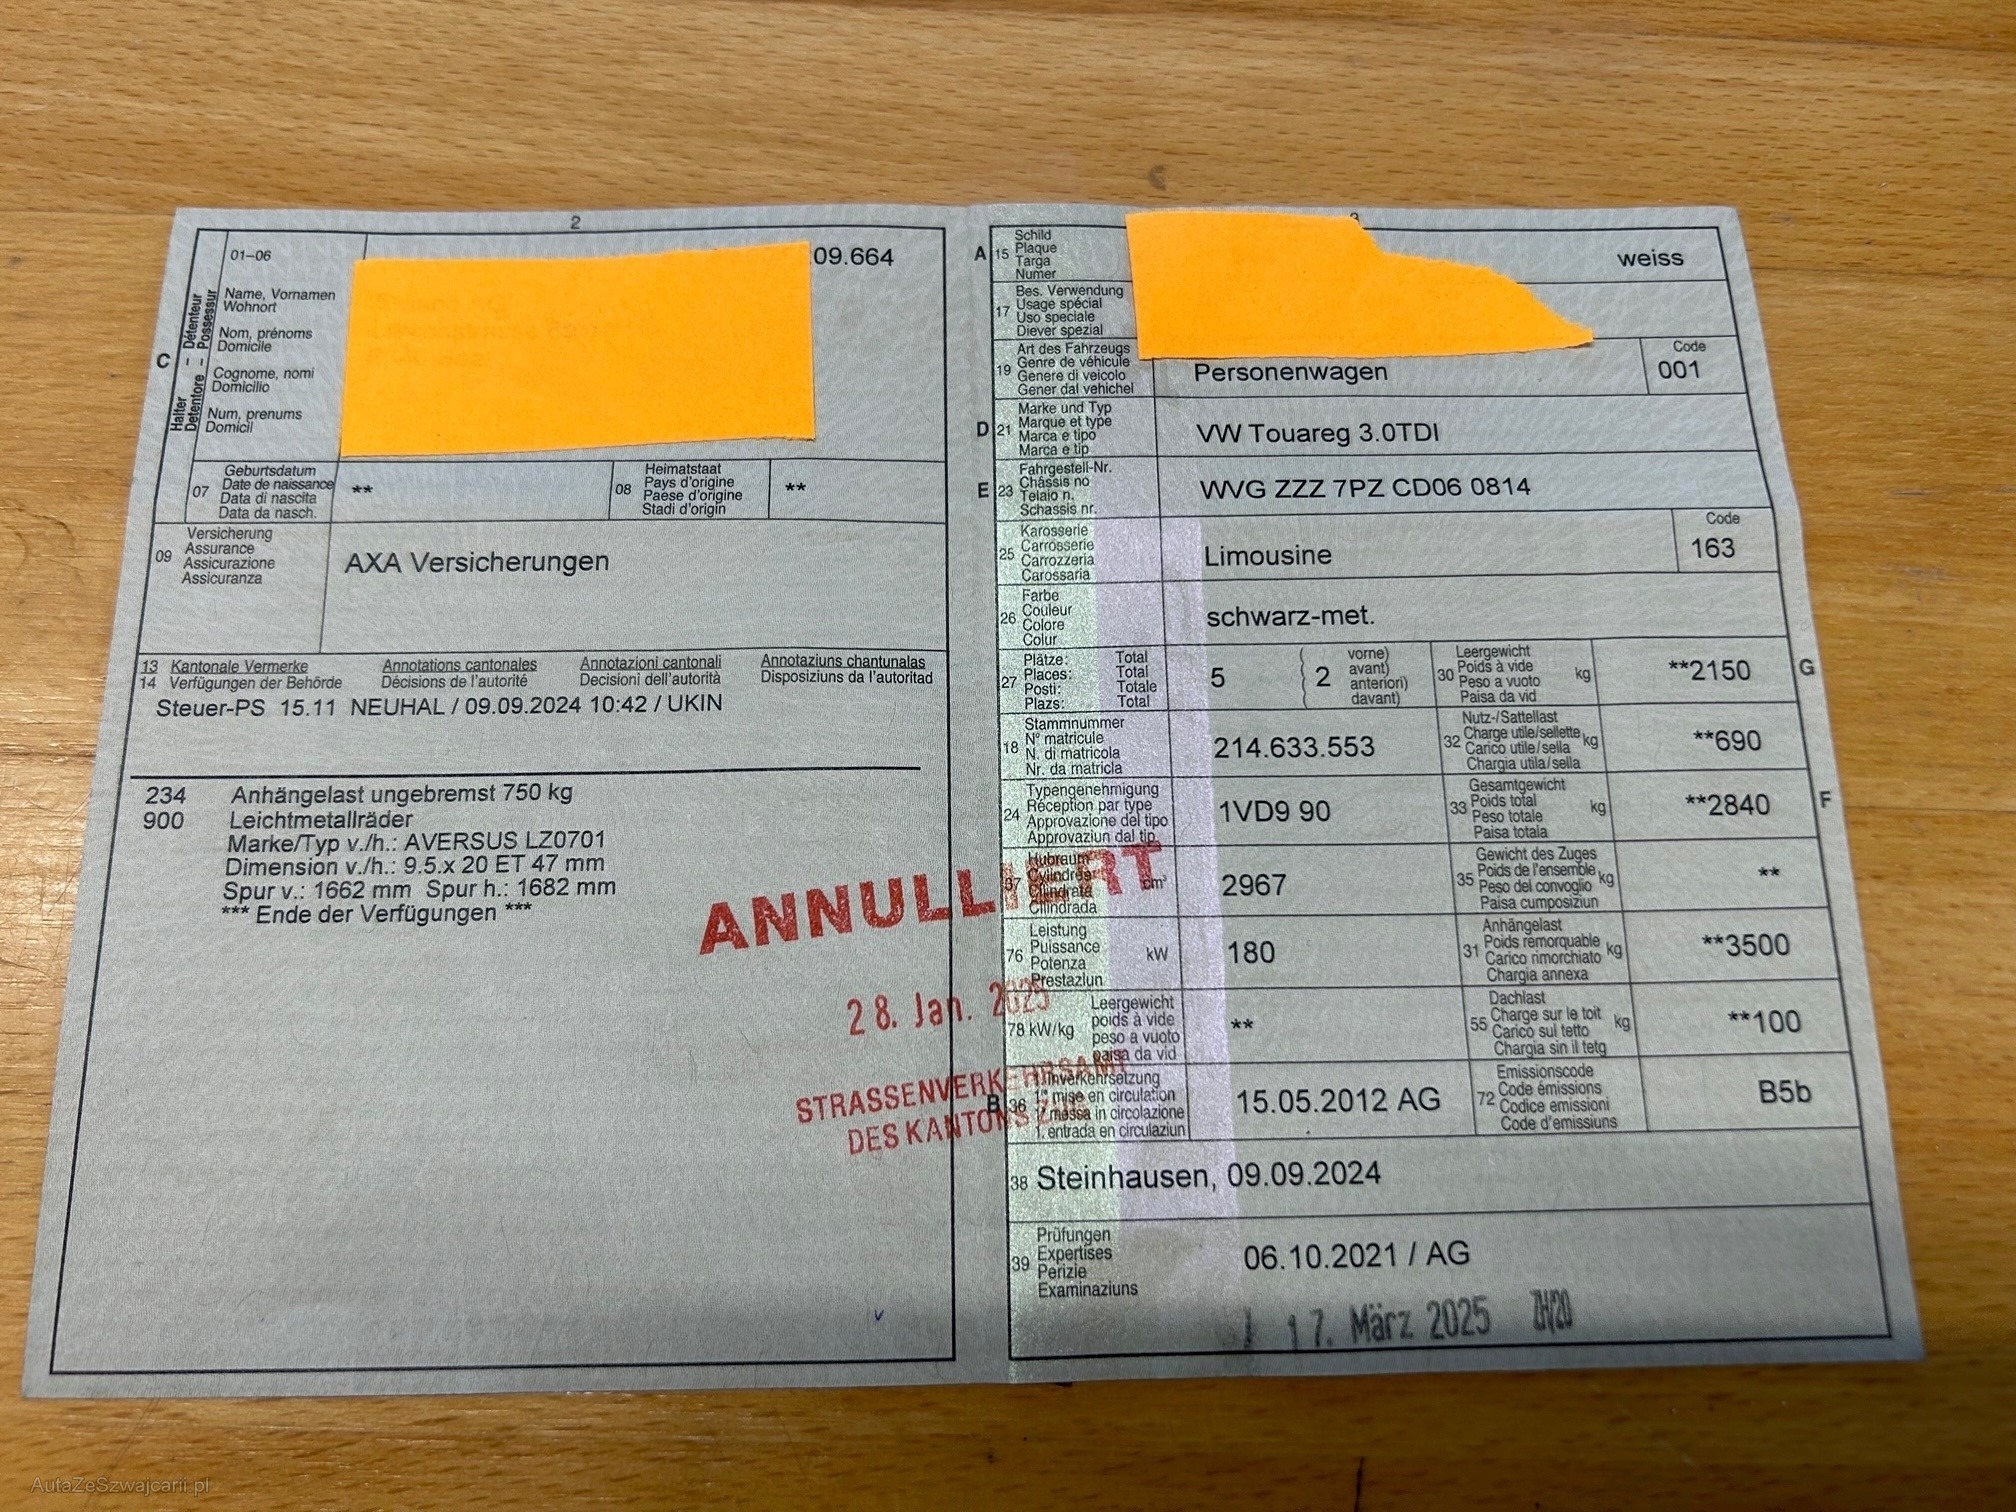 2
01–06
09.664
C
Halter – Détenteur
Detentore – Possessur
Name, Vornamen
Wohnort
Nom, prénoms
Domicile
Cognome, nomi
Domicilio
Num, prenums
Domicil
07
Geburtsdatum
Date de naissance
Data di nascita
Data da nasch.
**
08
Heimatstaat
Pays d'origine
Paese d'origine
Stadi d'origin
**
09
Versicherung
Assurance
Assicurazione
Assicuranza
AXA Versicherungen
13 Kantonale Vermerke Annotations cantonales Annotazioni cantonali Annotaziuns chantunalas
14 Verfügungen der Behörde Décisions de l'autorité Decisioni dell'autorità Disposiziuns da l'autoritad
Steuer-PS 15.11 NEUHAL / 09.09.2024 10:42 / UKIN
234 Anhängelast ungebremst 750 kg
900 Leichtmetallräder
Marke/Typ v./h.: AVERSUS LZ0701
Dimension v./h.: 9.5.x 20 ET 47 mm
Spur v.: 1662 mm Spur h.: 1682 mm
*** Ende der Verfügungen ***
ANNULLIERT
28. Jan. 2025
STRASSENVERKEHRSAMT
DES KANTONS
3
A
15
Schild
Plaque
Targa
Numer
weiss
17
Bes. Verwendung
Usage spécial
Uso speciale
Diever spezial
19
Art des Fahrzeugs
Genre de véhicule
Genere di veicolo
Gener dal vehichel
Personenwagen
Code
001
D
21
Marke und Typ
Marque et type
Marca e tipo
Marca e tip
VW Touareg 3.0TDI
E
23
Fahrgestell-Nr.
Châssis no
Telaio n.
Schassis nr.
WVG ZZZ 7PZ CD06 0814
25
Karosserie
Carrosserie
Carrozzeria
Carossaria
Limousine
Code
163
26
Farbe
Couleur
Colore
Colur
schwarz-met.
27
Plätze: Total
Places: Total
Posti: Totale
Plazs: Total
5
2
vorne)
avant)
anteriori)
davant)
30
Leergewicht
Poids à vide
Peso a vuoto
Paisa da vid
kg
**2150
G
18
Stammnummer
N° matricule
N. di matricola
Nr. da matricla
214.633.553
32
Nutz-/Sattellast
Charge utile/sellette
Carico utile/sella
Chargia utila/sella
kg
**690
24
Typengenehmigung
Réception par type
Approvazione del tipo
Approvaziun dal tip
1VD9 90
33
Gesamtgewicht
Poids total
Peso totale
Paisa totala
kg
**2840
F
37
Hubraum
Cylindrée
Cilindrata
Cilindrada
cm³
2967
35
Gewicht des Zuges
Poids de l'ensemble
Peso del convoglio
Paisa cumposiziun
kg
**
76
Leistung
Puissance
Potenza
Prestaziun
kW
180
31
Anhängelast
Poids remorquable
Carico rimorchiato
Chargia annexa
kg
**3500
78 kW/kg
Leergewicht
poids à vide
peso a vuoto
paisa da vid
**
55
Dachlast
Charge sur le toit
Carico sul tetto
Chargia sin il tetg
kg
**100
B
36
1. Inverkehrsetzung
1re mise en circulation
1. messa in circolazione
1. entrada en circulaziun
15.05.2012 AG
72
Emissionscode
Code émissions
Codice emissioni
Code d'emissiuns
B5b
38 Steinhausen, 09.09.2024
39
Prüfungen
Expertises
Perizie
Examinaziuns
06.10.2021 / AG
17. März 2025
AutaZeSzwajcarii.pl